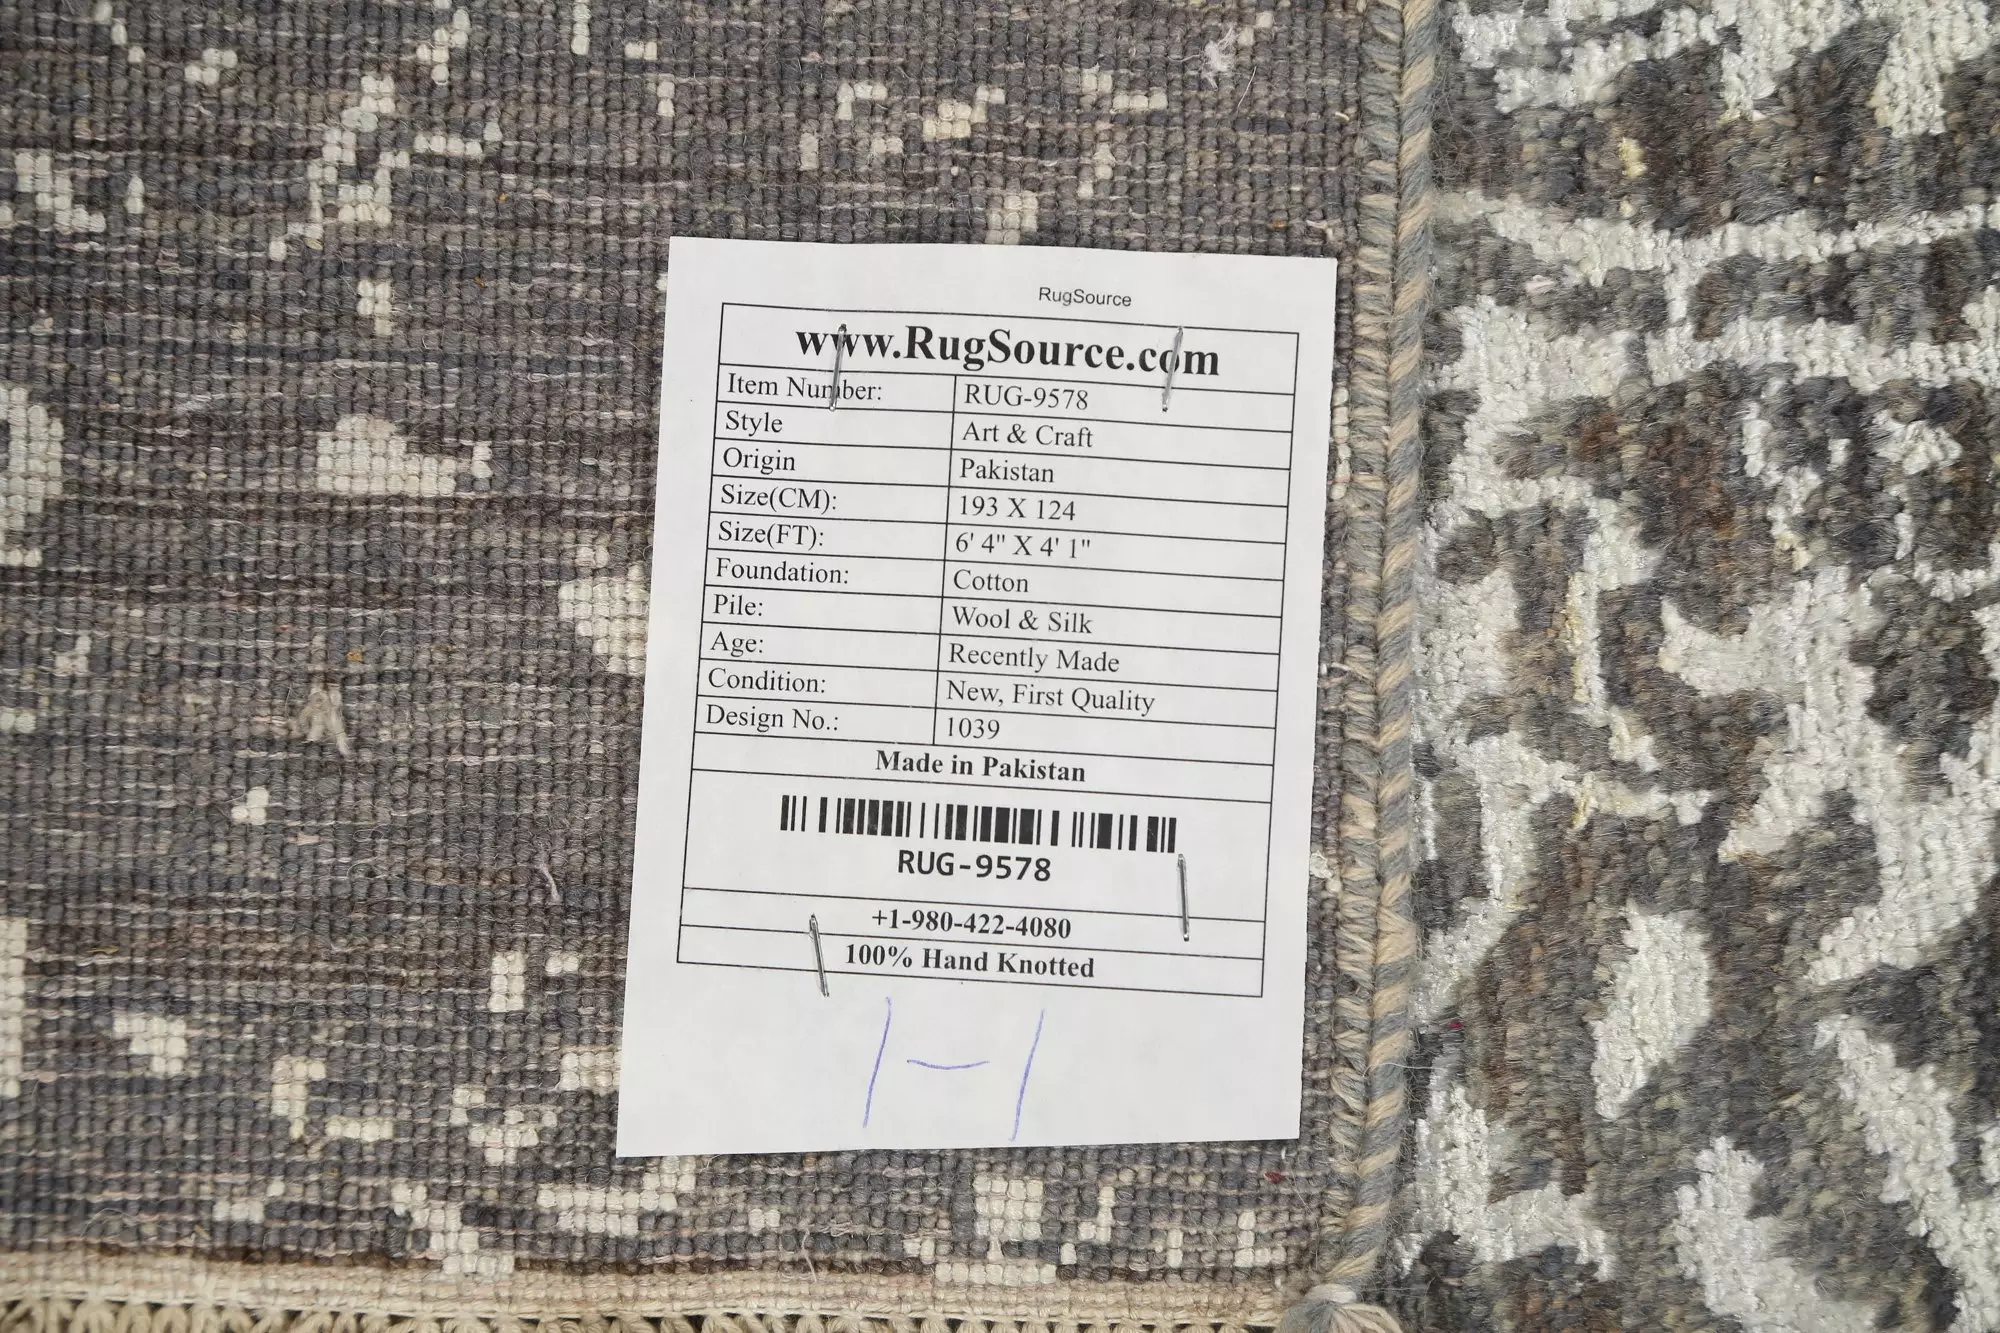 RugSource
www.RugSource.com
Item Number: RUG-9578
Style Art & Craft
Origin Pakistan
Size(CM): 193 X 124
Size(FT): 6' 4" X 4' 1"
Foundation: Cotton
Pile: Wool & Silk
Age: Recently Made
Condition: New, First Quality
Design No.: 1039
Made in Pakistan
RUG-9578
+1-980-422-4080
100% Hand Knotted
1-1